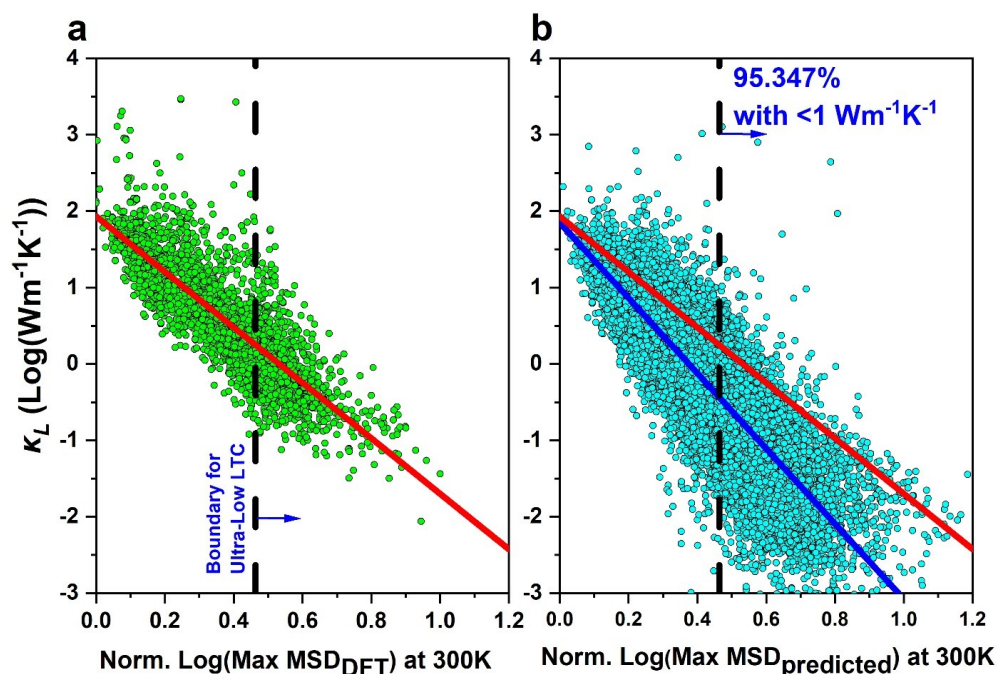 a
b
κL (Log(Wm-1K-1))
4
3
2
1
0
-1
-2
-3
Boundary for
Ultra-Low LTC
0.0 0.2 0.4 0.6 0.8 1.0 1.2
Norm. Log(Max MSDDFT) at 300K
4
3
2
1
0
-1
-2
-3
95.347%
with <1 Wm-1K-1
0.0 0.2 0.4 0.6 0.8 1.0 1.2
Norm. Log(Max MSDpredicted) at 300K